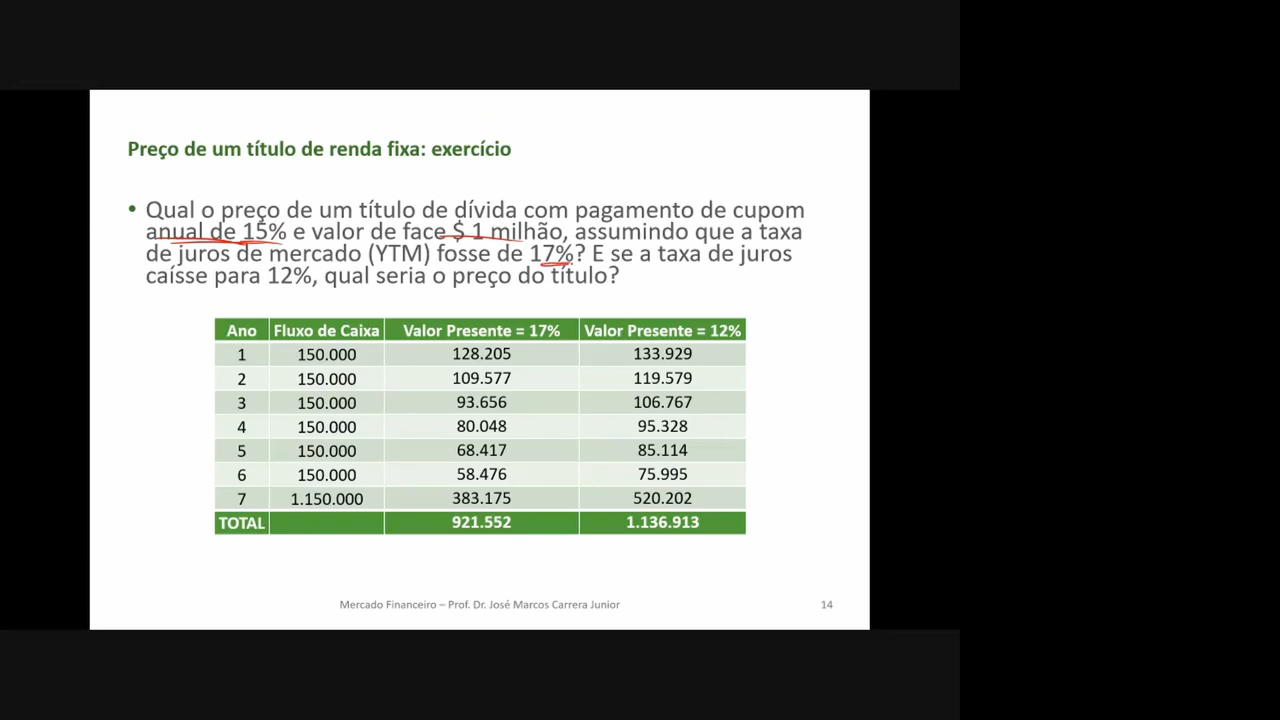 Preço de um título de renda fixa: exercício
• Qual o preço de um título de dívida com pagamento de cupom
anual de 15% e valor de face $ 1 milhão, assumindo que a taxa
de juros de mercado (YTM) fosse de 17%? E se a taxa de juros
caísse para 12%, qual seria o preço do título?
Ano Fluxo de Caixa Valor Presente = 17% Valor Presente = 12%
1 150.000 128.205 133.929
2 150.000 109.577 119.579
3 150.000 93.656 106.767
4 150.000 80.048 95.328
5 150.000 68.417 85.114
6 150.000 58.476 75.995
7 1.150.000 383.175 520.202
TOTAL 921.552 1.136.913
Mercado Financeiro – Prof. Dr. José Marcos Carrera Junior 14